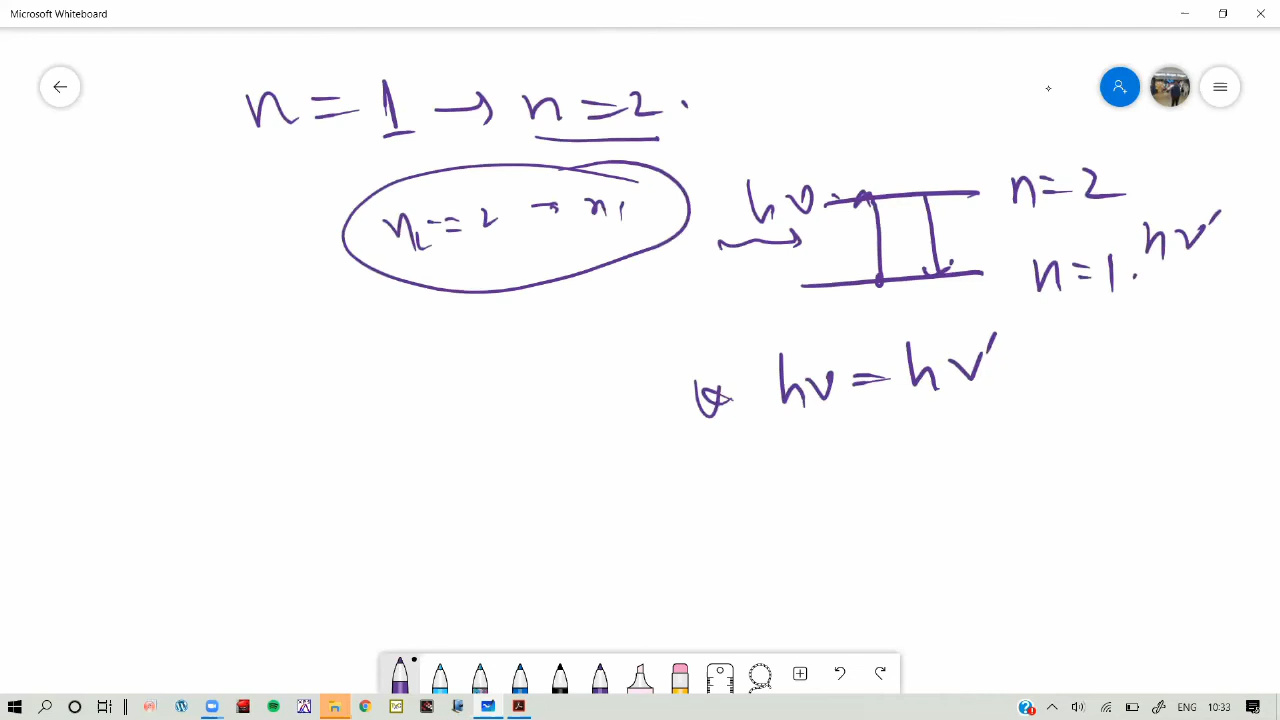 Microsoft Whiteboard
n = 1 → n = 2 .
n = 2 → n1
hν
n = 2
n = 1 .
hν'
hν = hν'
ENG
10:33